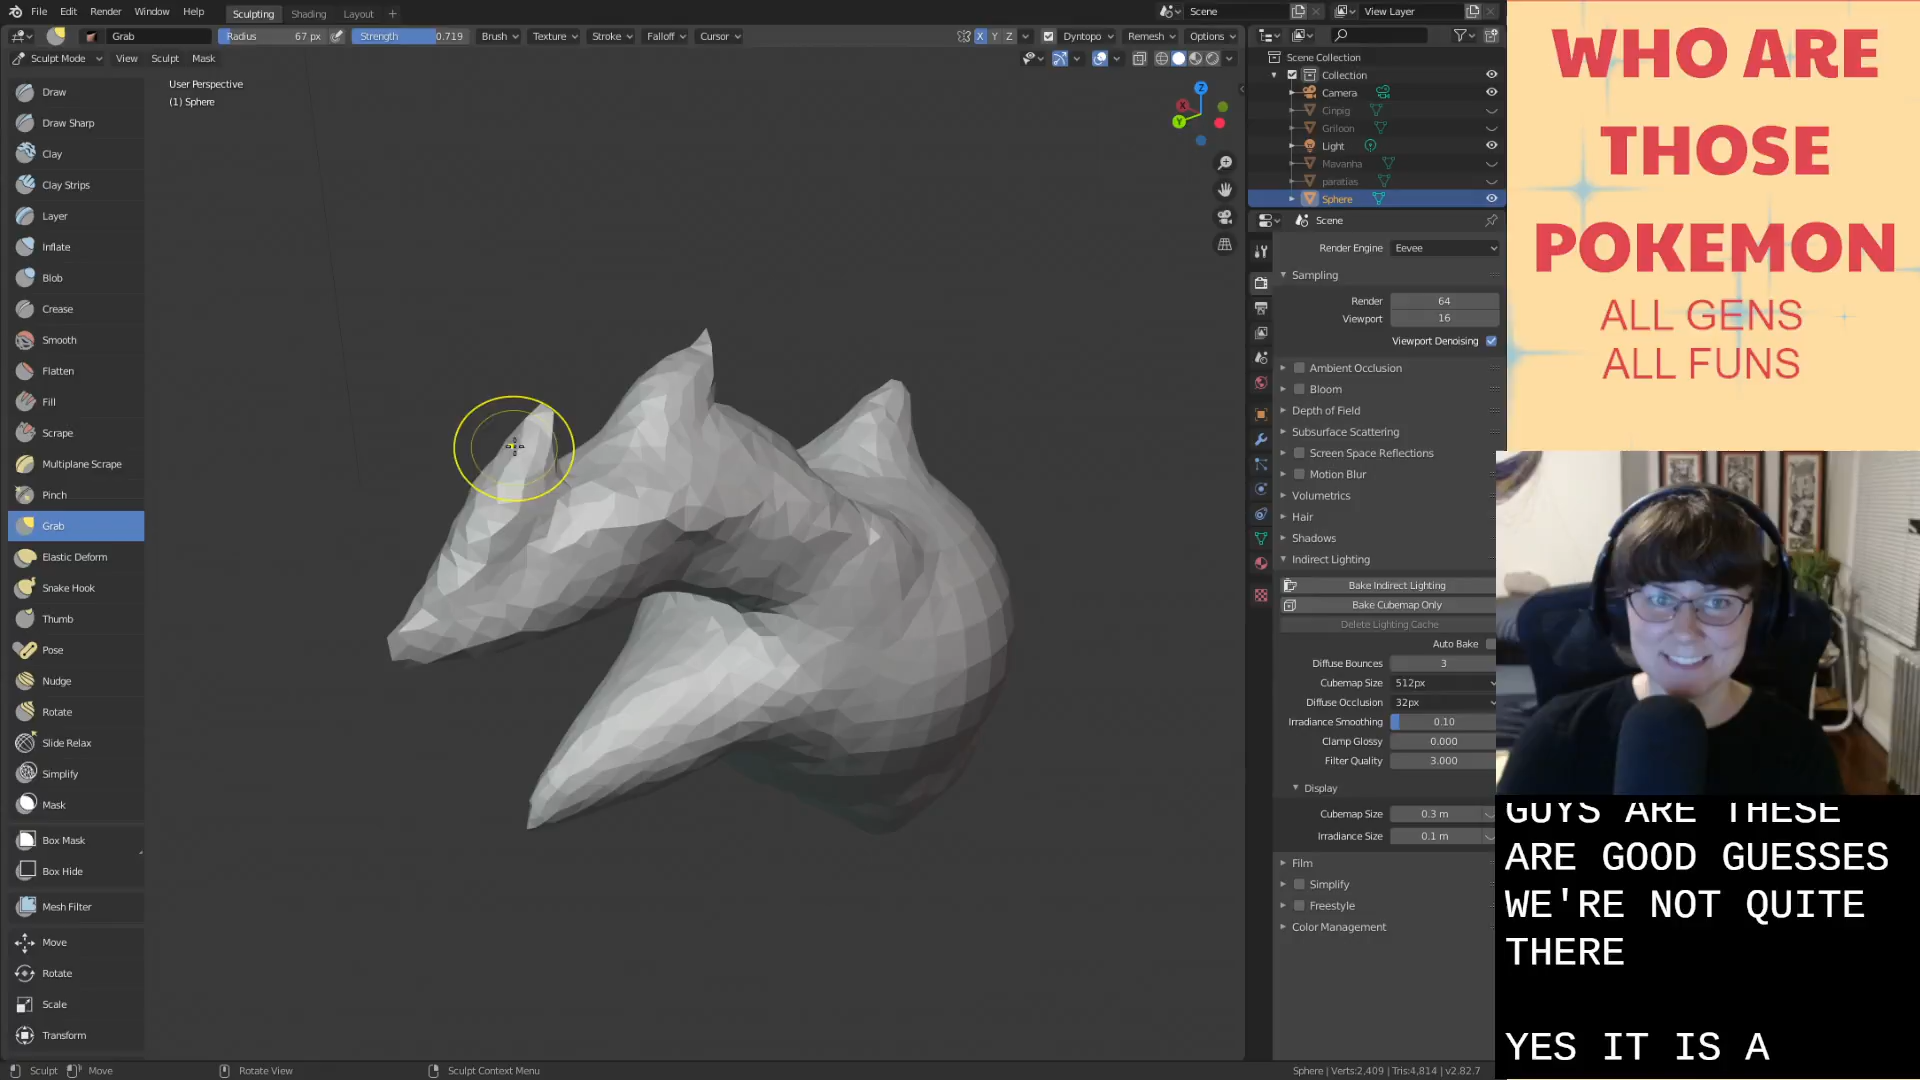 File Edit Render Window Help Sculpting Shading Layout + Scene View Layer
Grab Radius 67 px Strength 0.719 Brush Texture Stroke Falloff Cursor X Y Z Dyntopo Remesh Options
Sculpt Mode View Sculpt Mask
User Perspective
(1) Sphere
Z
X
Y
Draw
Draw Sharp
Clay
Clay Strips
Layer
Inflate
Blob
Crease
Smooth
Flatten
Fill
Scrape
Multiplane Scrape
Pinch
Grab
Elastic Deform
Snake Hook
Thumb
Pose
Nudge
Rotate
Slide Relax
Simplify
Mask
Box Mask
Box Hide
Mesh Filter
Move
Rotate
Scale
Transform
Scene Collection
Collection
Camera
Cinpig
Griloon
Light
Mavanha
paratias
Sphere
Scene
Render Engine Eevee
Sampling
Render 64
Viewport 16
Viewport Denoising
Ambient Occlusion
Bloom
Depth of Field
Subsurface Scattering
Screen Space Reflections
Motion Blur
Volumetrics
Hair
Shadows
Indirect Lighting
Bake Indirect Lighting
Bake Cubemap Only
Delete Lighting Cache
Auto Bake
Diffuse Bounces 3
Cubemap Size 512px
Diffuse Occlusion 32px
Irradiance Smoothing 0.10
Clamp Glossy 0.000
Filter Quality 3.000
Display
Cubemap Size 0.3 m
Irradiance Size 0.1 m
Film
Simplify
Freestyle
Color Management
Sculpt Move Rotate View Sculpt Context Menu Sphere | Verts:2,409 | Tris:4,814 | v2.82.7
WHO ARE
THOSE
POKEMON
ALL GENS
ALL FUNS
GUYS ARE THESE
ARE GOOD GUESSES
WE'RE NOT QUITE
THERE
YES IT IS A